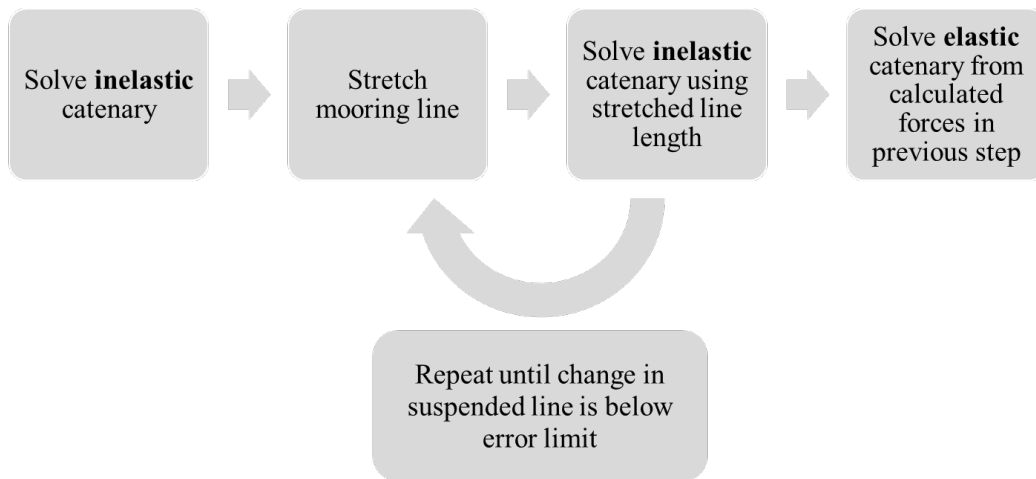 Solve inelastic
catenary
Stretch
mooring line
Solve inelastic
catenary using
stretched line
length
Solve elastic
catenary from
calculated
forces in
previous step
Repeat until change in
suspended line is below
error limit